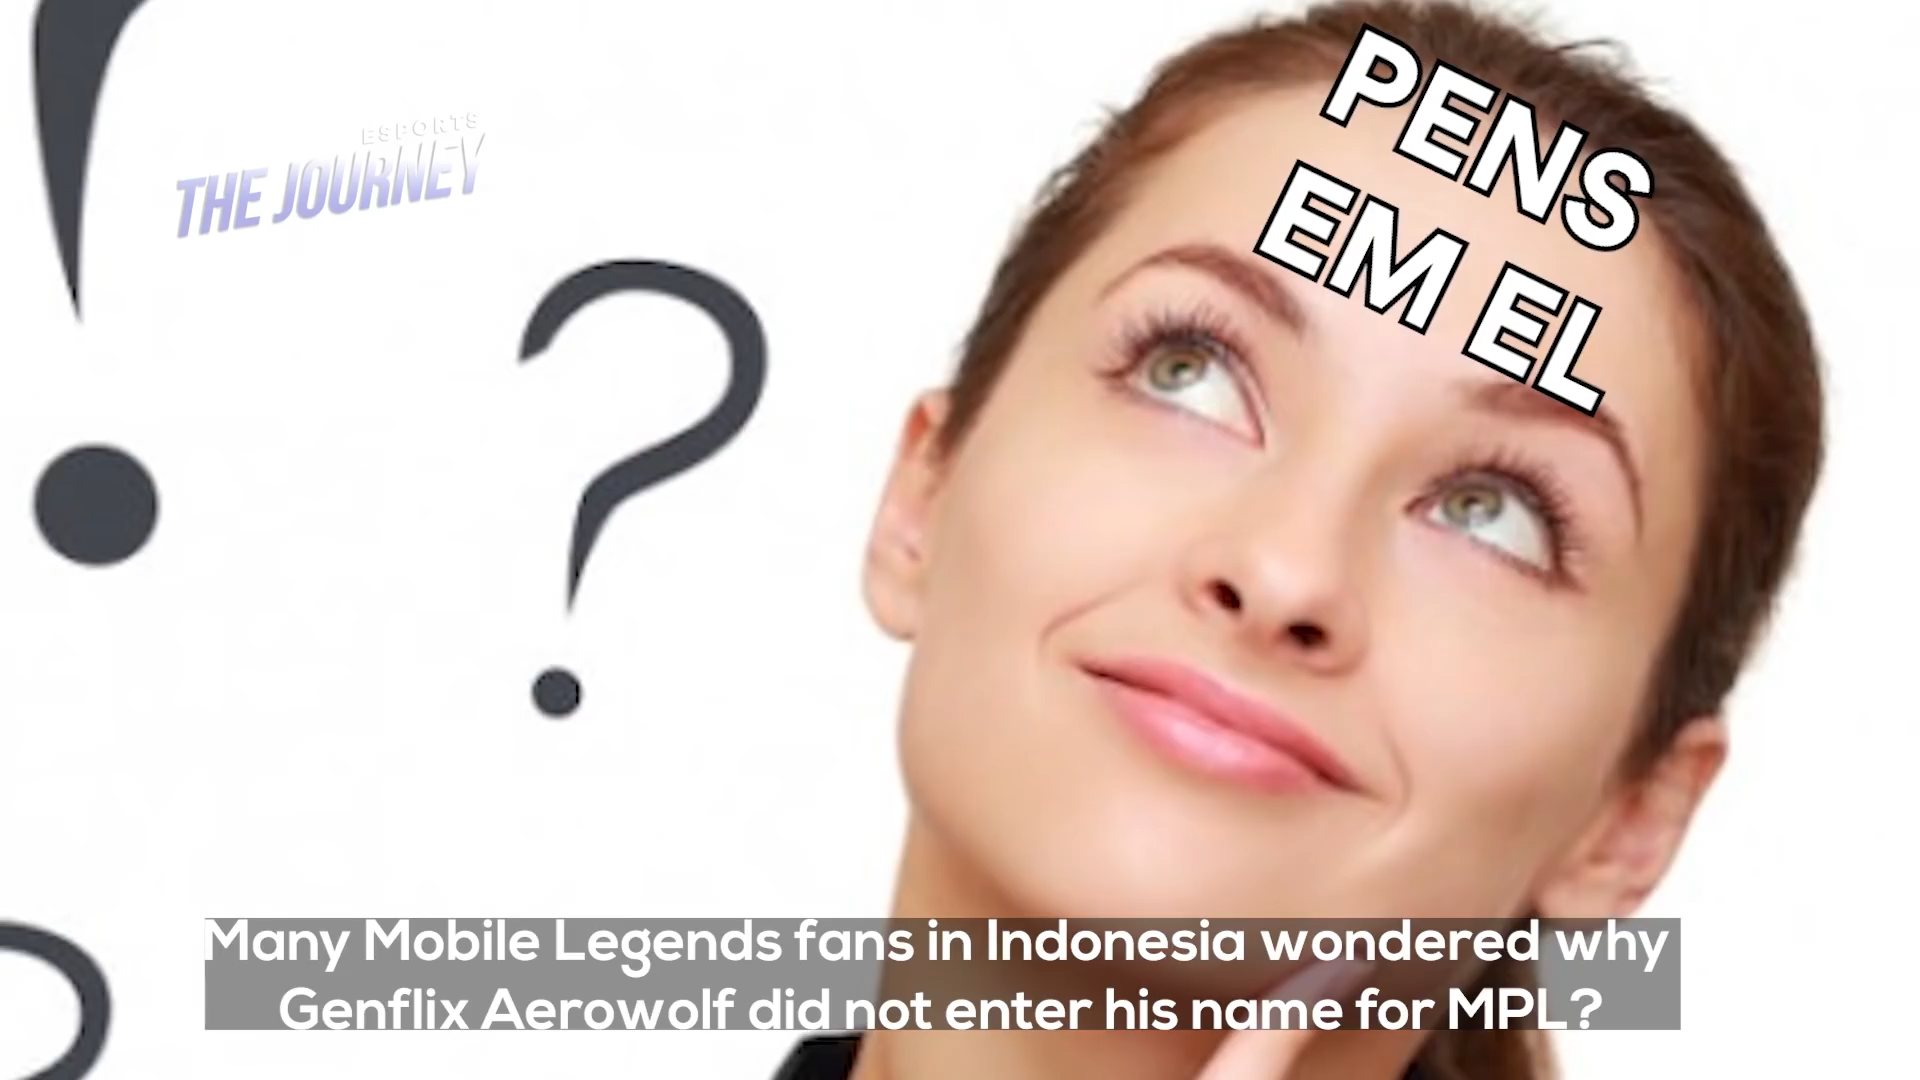 ESPORTS
THE JOURNEY
PENS
EM EL
Many Mobile Legends fans in Indonesia wondered why
Genflix Aerowolf did not enter his name for MPL?